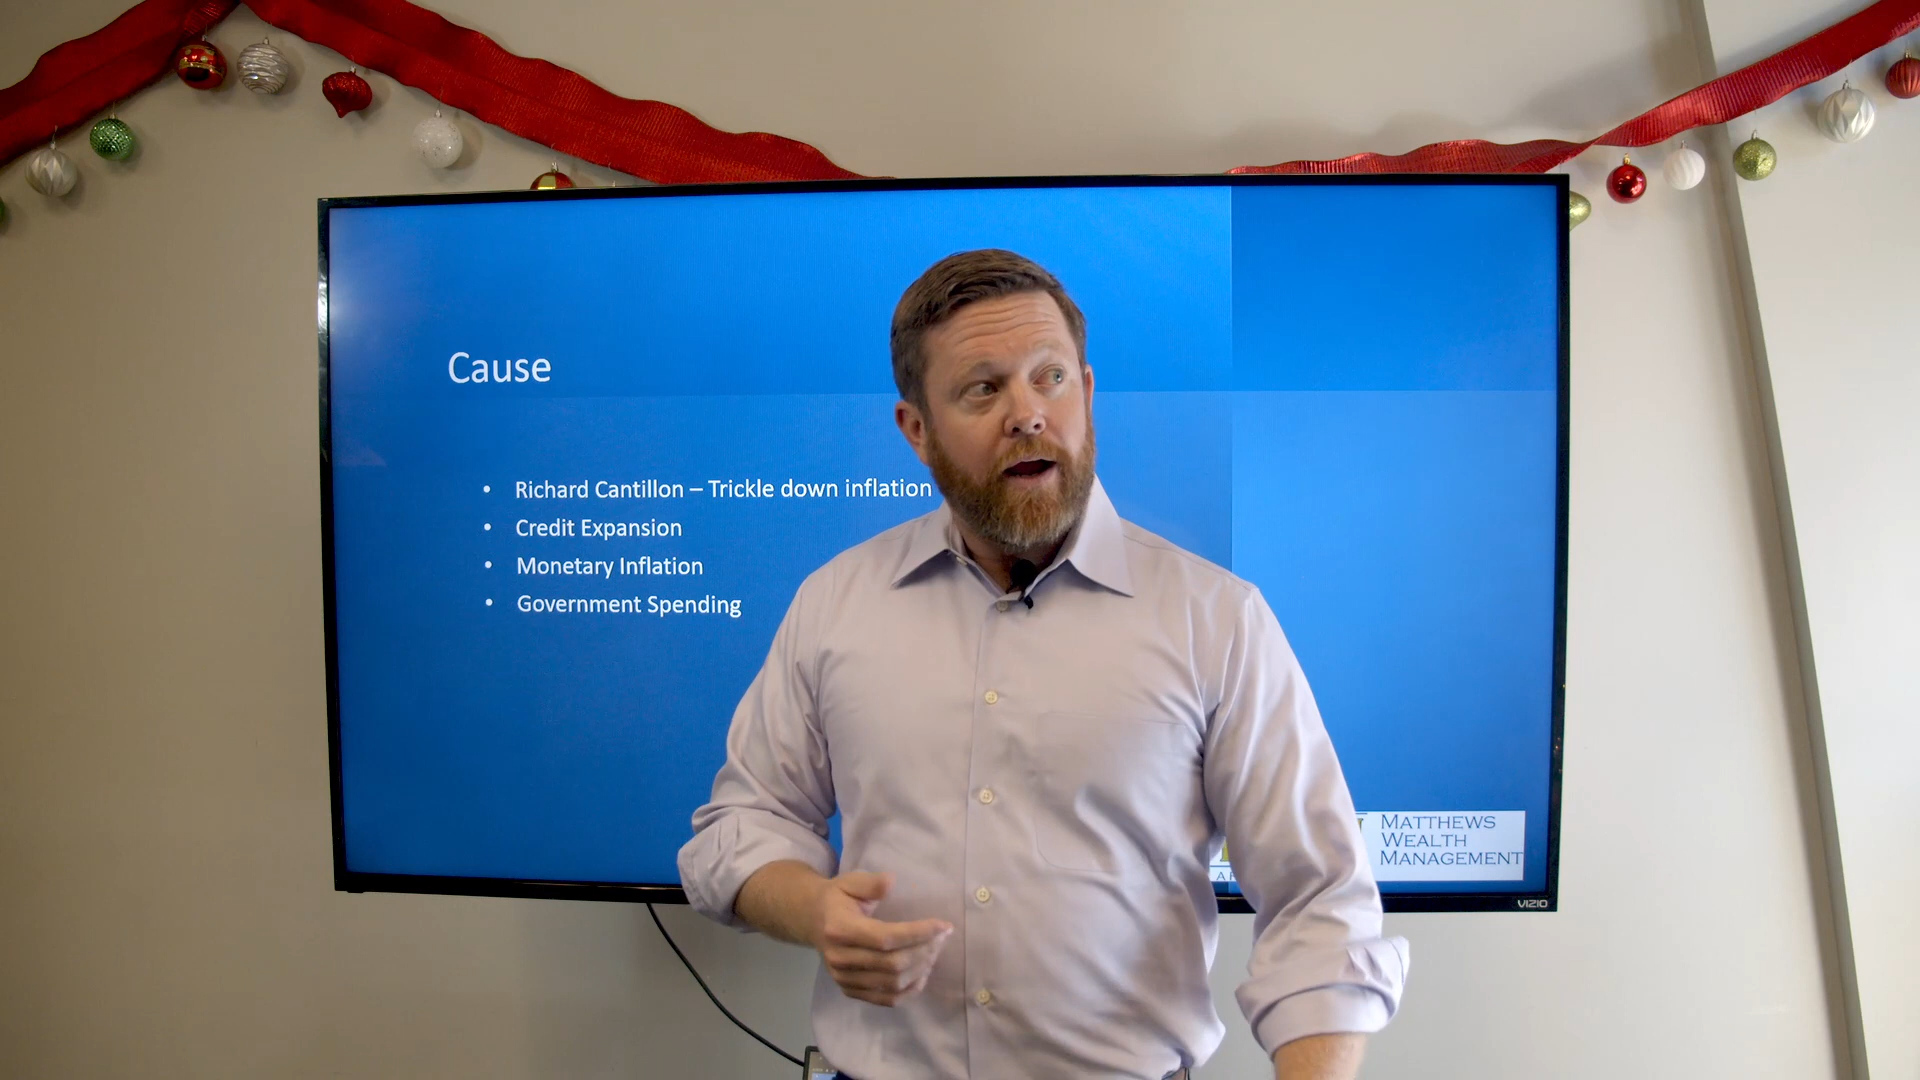 Cause
• Richard Cantillon – Trickle down inflation
• Credit Expansion
• Monetary Inflation
• Government Spending
MATTHEWS
WEALTH
MANAGEMENT
VIZIO